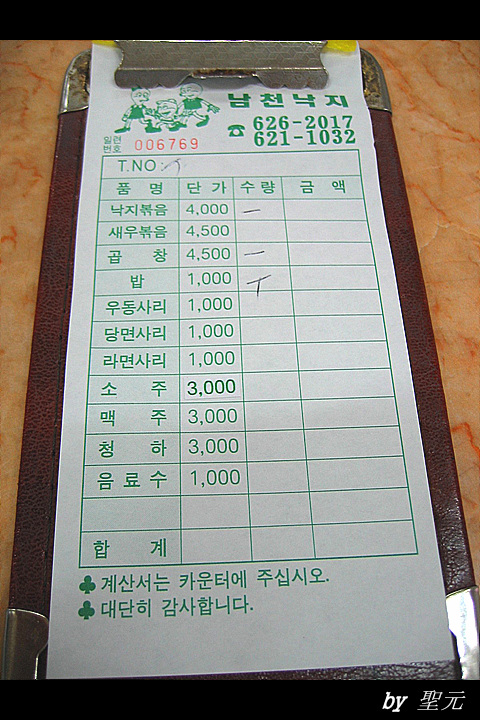 남천낙지
☎ 626-2017
621-1032
일련
번호 006769
T.NO :
품 명 단 가 수 량 금 액
낙지볶음 4,000 一
새우볶음 4,500
곱 창 4,500 一
밥 1,000 丅
우동사리 1,000
당면사리 1,000
라면사리 1,000
소 주 3,000
맥 주 3,000
청 하 3,000
음 료 수 1,000
합 계
♣ 계산서는 카운터에 주십시오.
♣ 대단히 감사합니다.
by 聖元